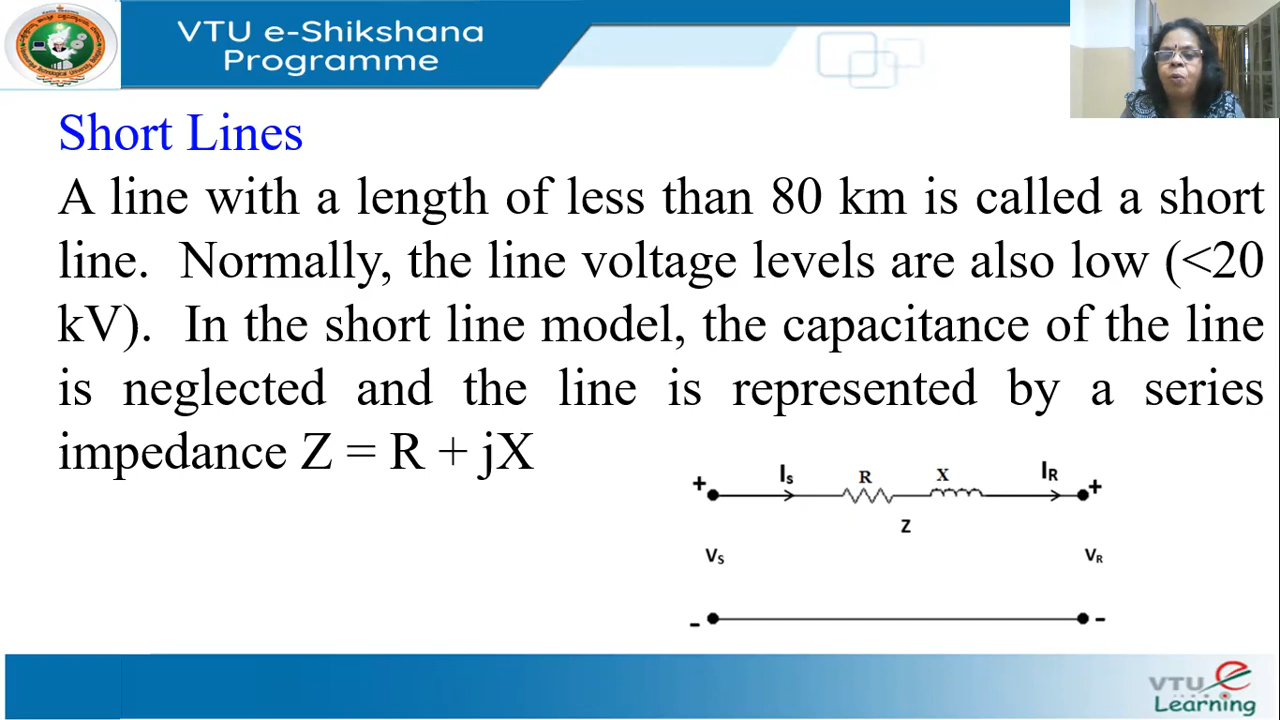 VTU e-Shikshana
Programme
Short Lines
A line with a length of less than 80 km is called a short
line. Normally, the line voltage levels are also low (<20
kV). In the short line model, the capacitance of the line
is neglected and the line is represented by a series
impedance Z = R + jX
+ Is R X IR +
Z
Vs VR
- -
VTU e
Learning